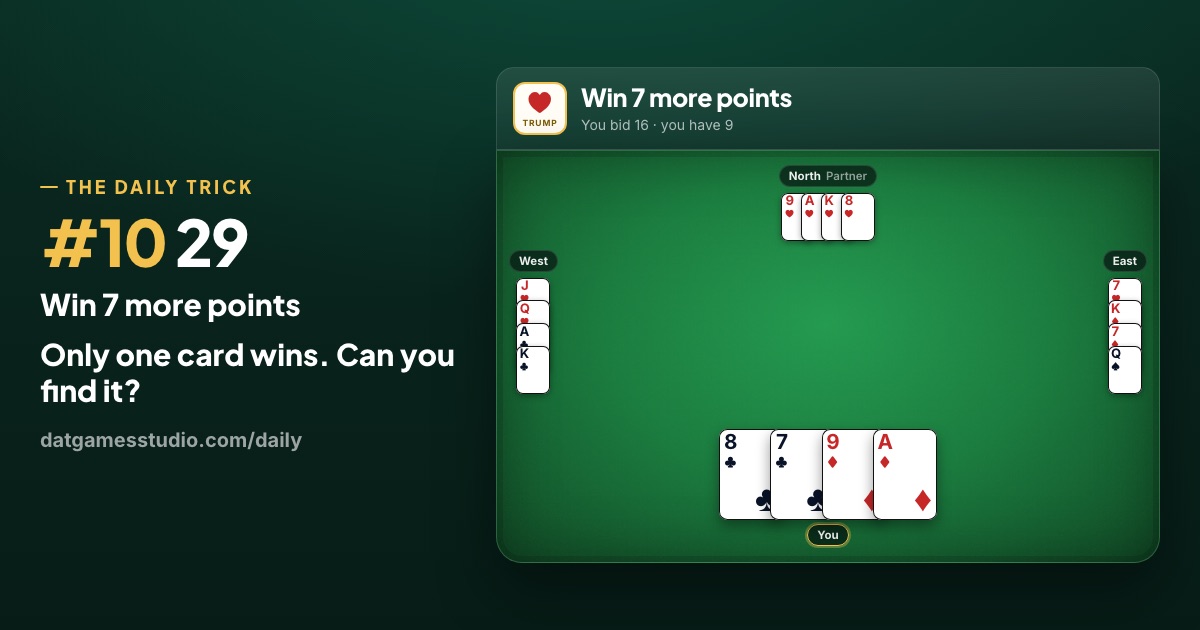 — THE DAILY TRICK
#10 29
Win 7 more points
Only one card wins. Can you
find it?
datgamesstudio.com/daily
TRUMP
Win 7 more points
You bid 16 · you have 9
North Partner
9 A K 8
West
J
Q
A
K
East
7
K
7
Q
8 7 9 A
You